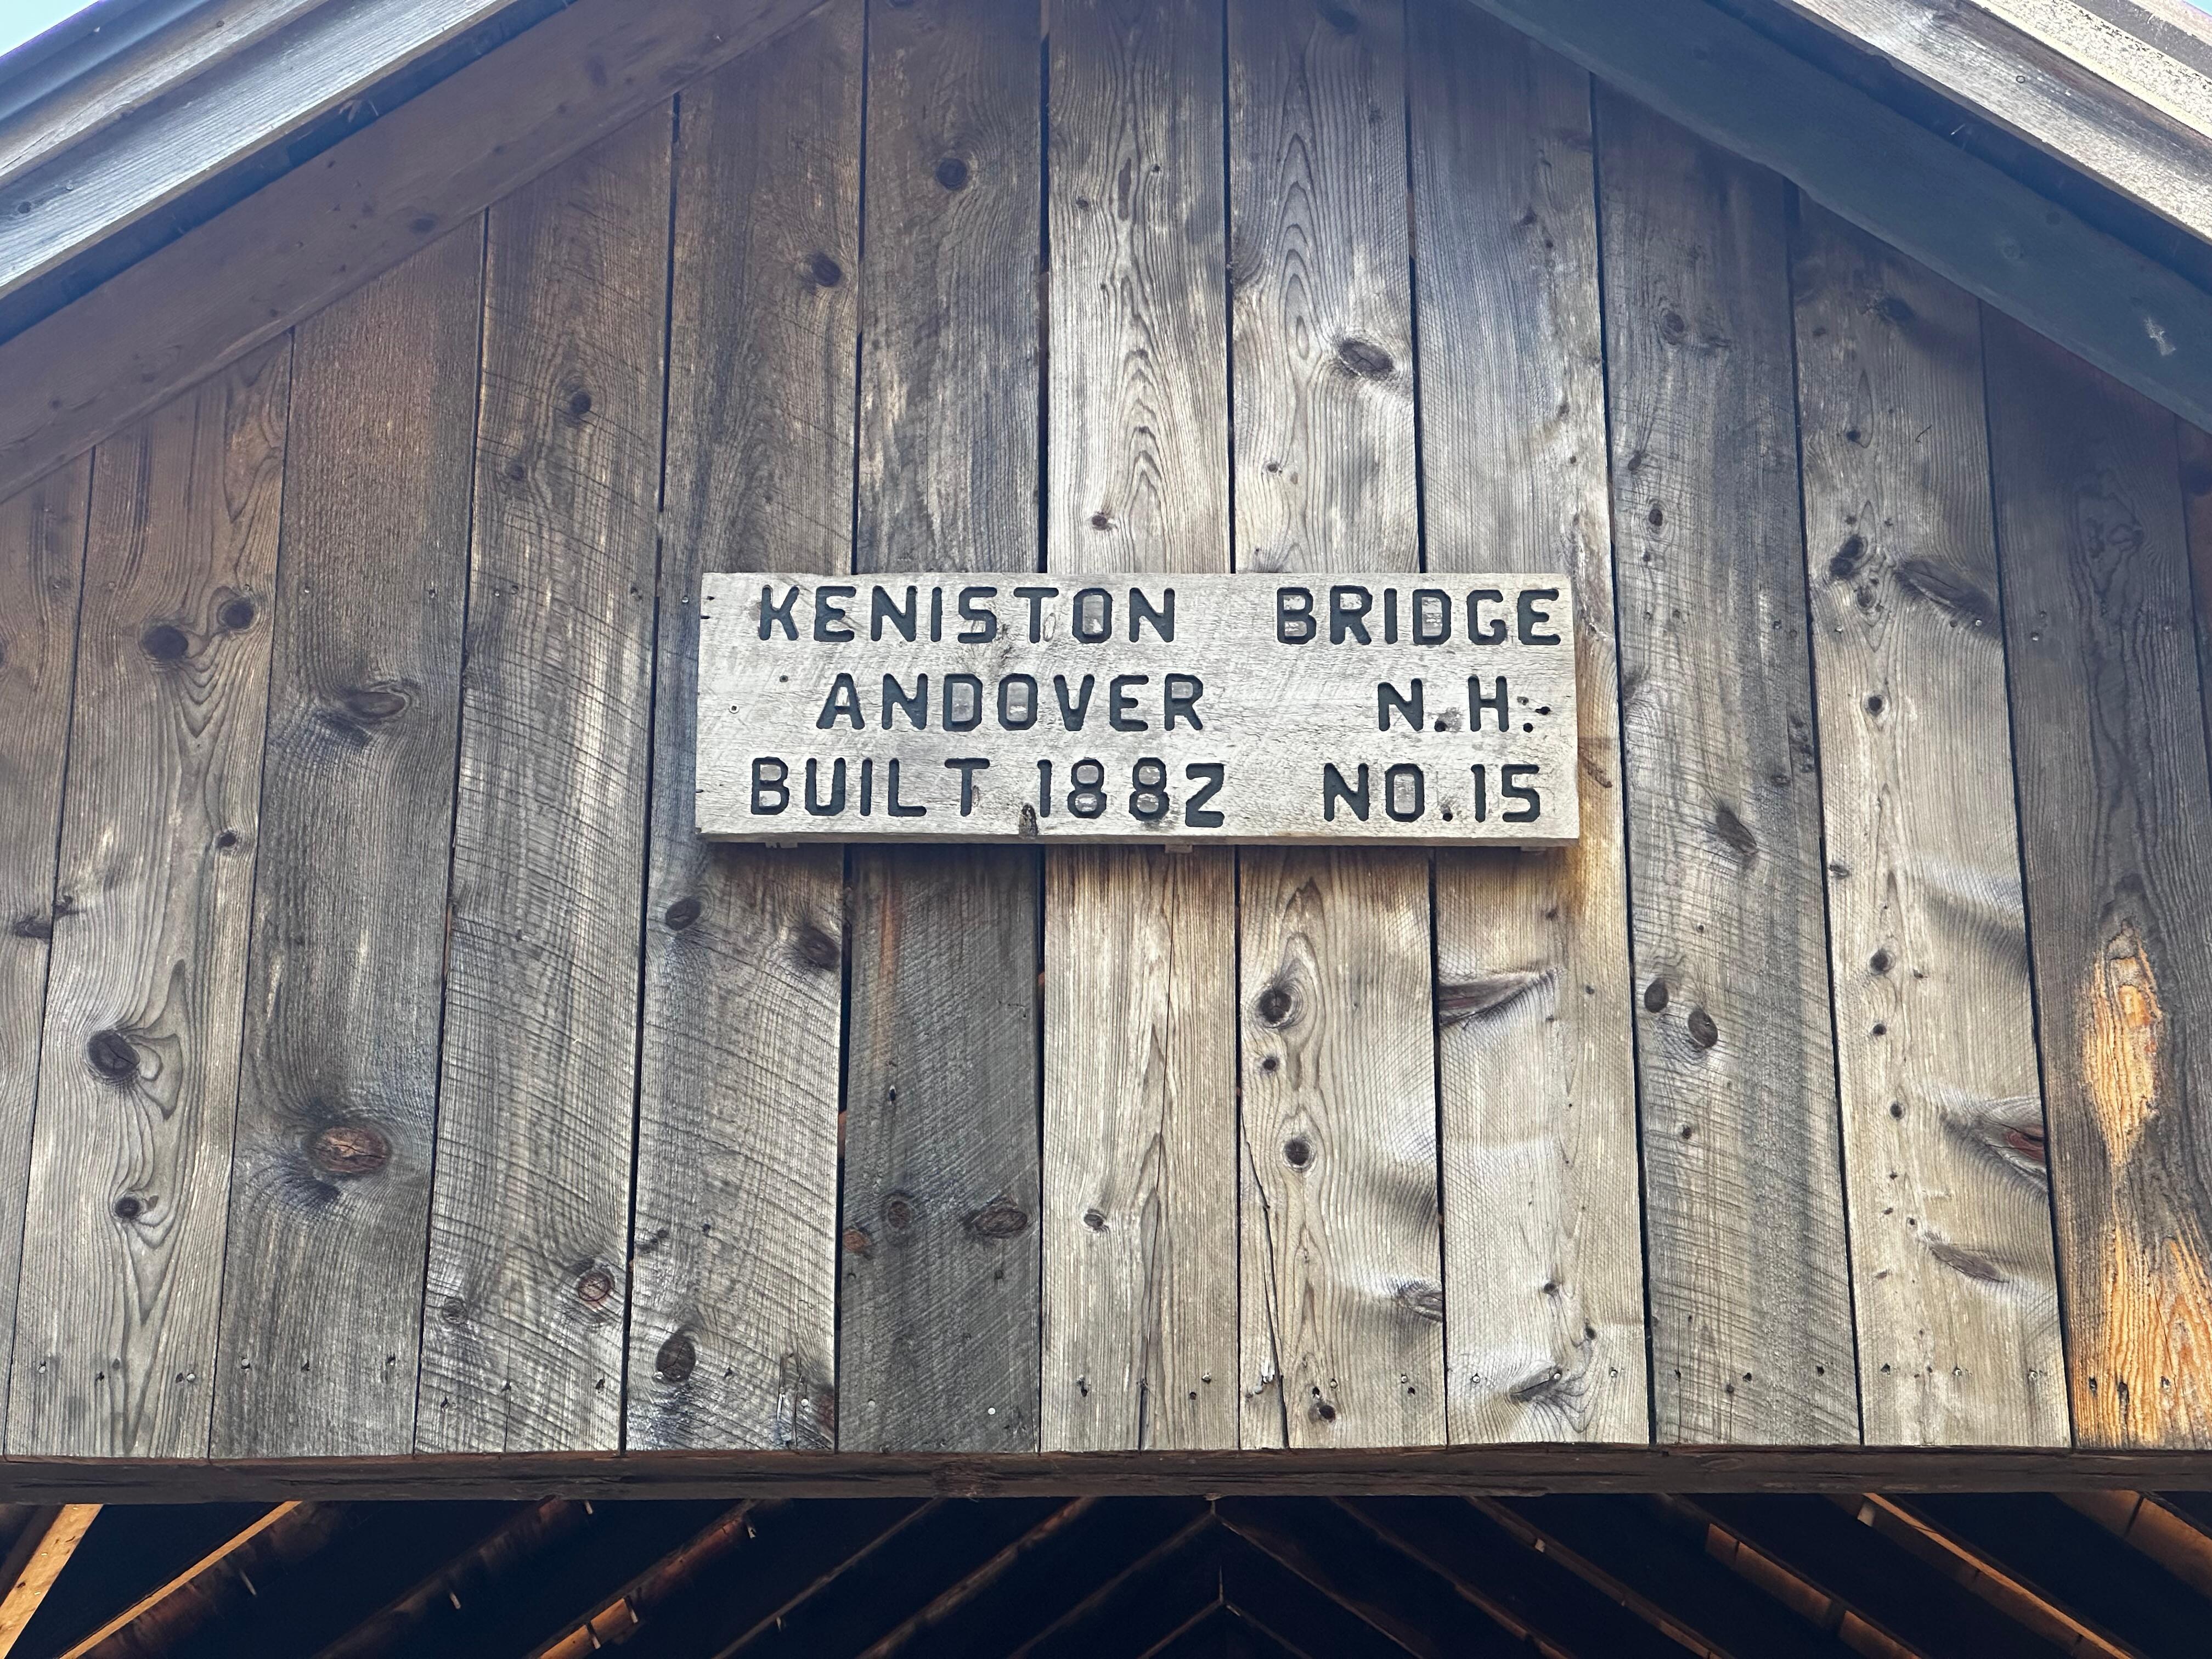 KENISTON BRIDGE
ANDOVER N.H.
BUILT 1882 NO.15